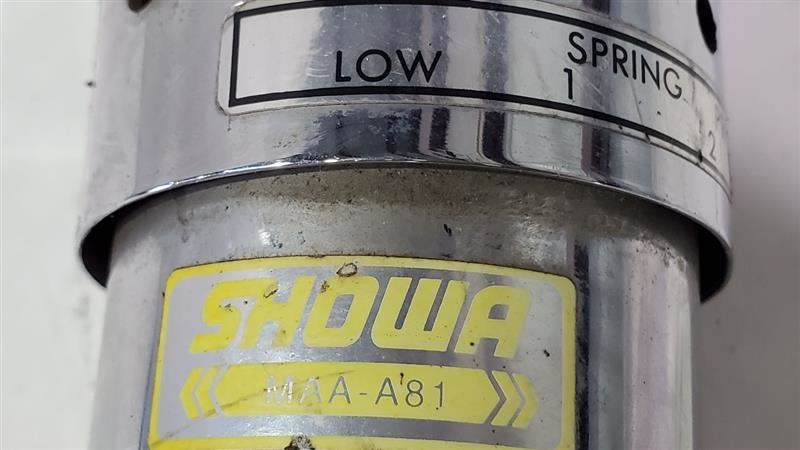 SPRING
LOW 1 2
SHOWA
MAA-A81